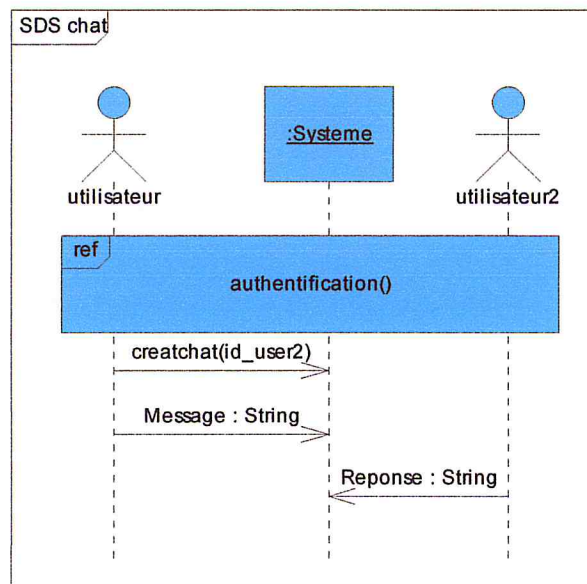 SDS chat
:Systeme
utilisateur
utilisateur2
ref
authentification()
creatchat(id_user2)
Message : String
Reponse : String